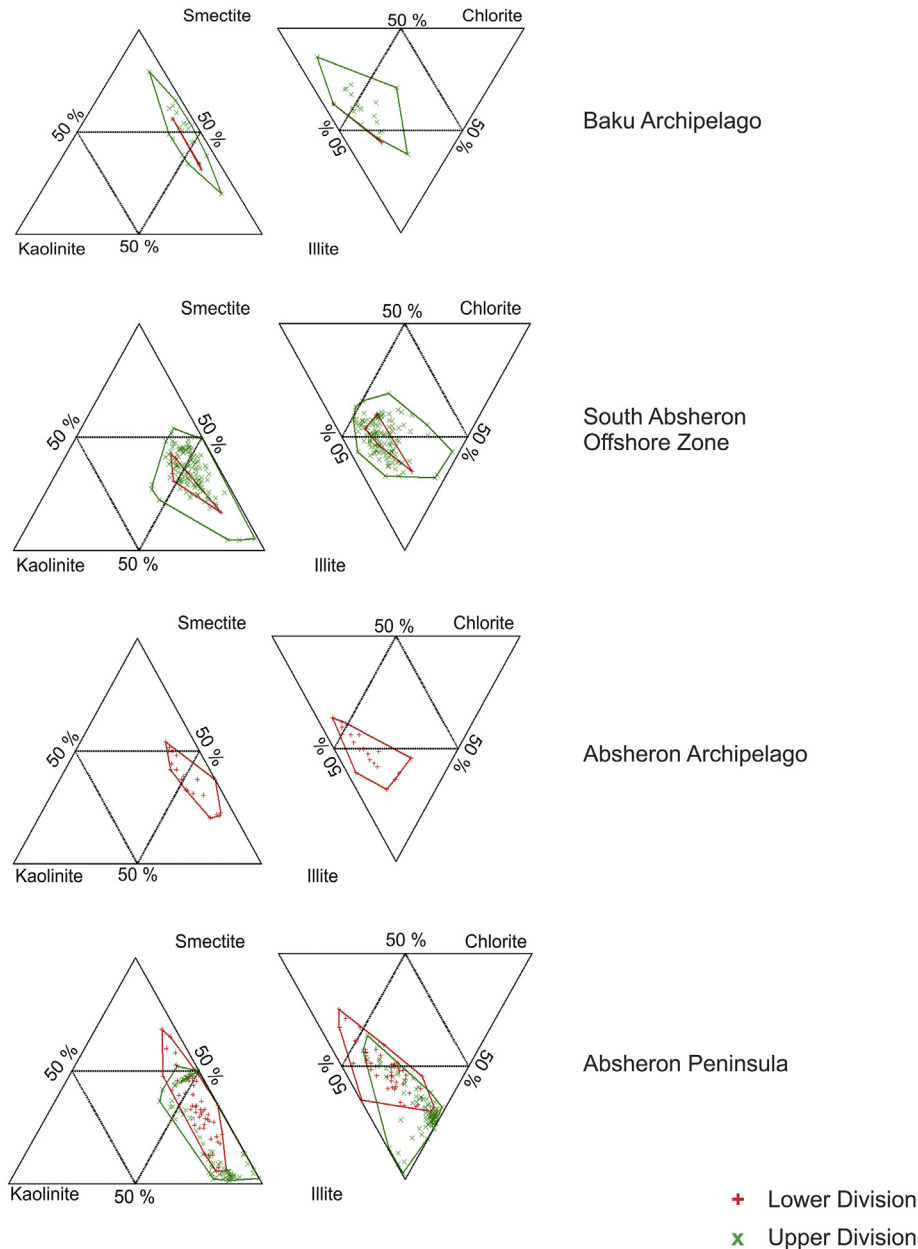 Smectite
50 %
Chlorite
50 %
50 %
50 %
50 %
Baku Archipelago
Kaolinite
50 %
Illite
Smectite
50 %
Chlorite
50 %
50 %
50 %
50 %
South Absheron
Offshore Zone
Kaolinite
50 %
Illite
Smectite
50 %
Chlorite
50 %
50 %
50 %
50 %
Absheron Archipelago
Kaolinite
50 %
Illite
Smectite
50 %
Chlorite
50 %
50 %
50 %
50 %
Absheron Peninsula
Kaolinite
50 %
Illite
+ Lower Division
x Upper Division